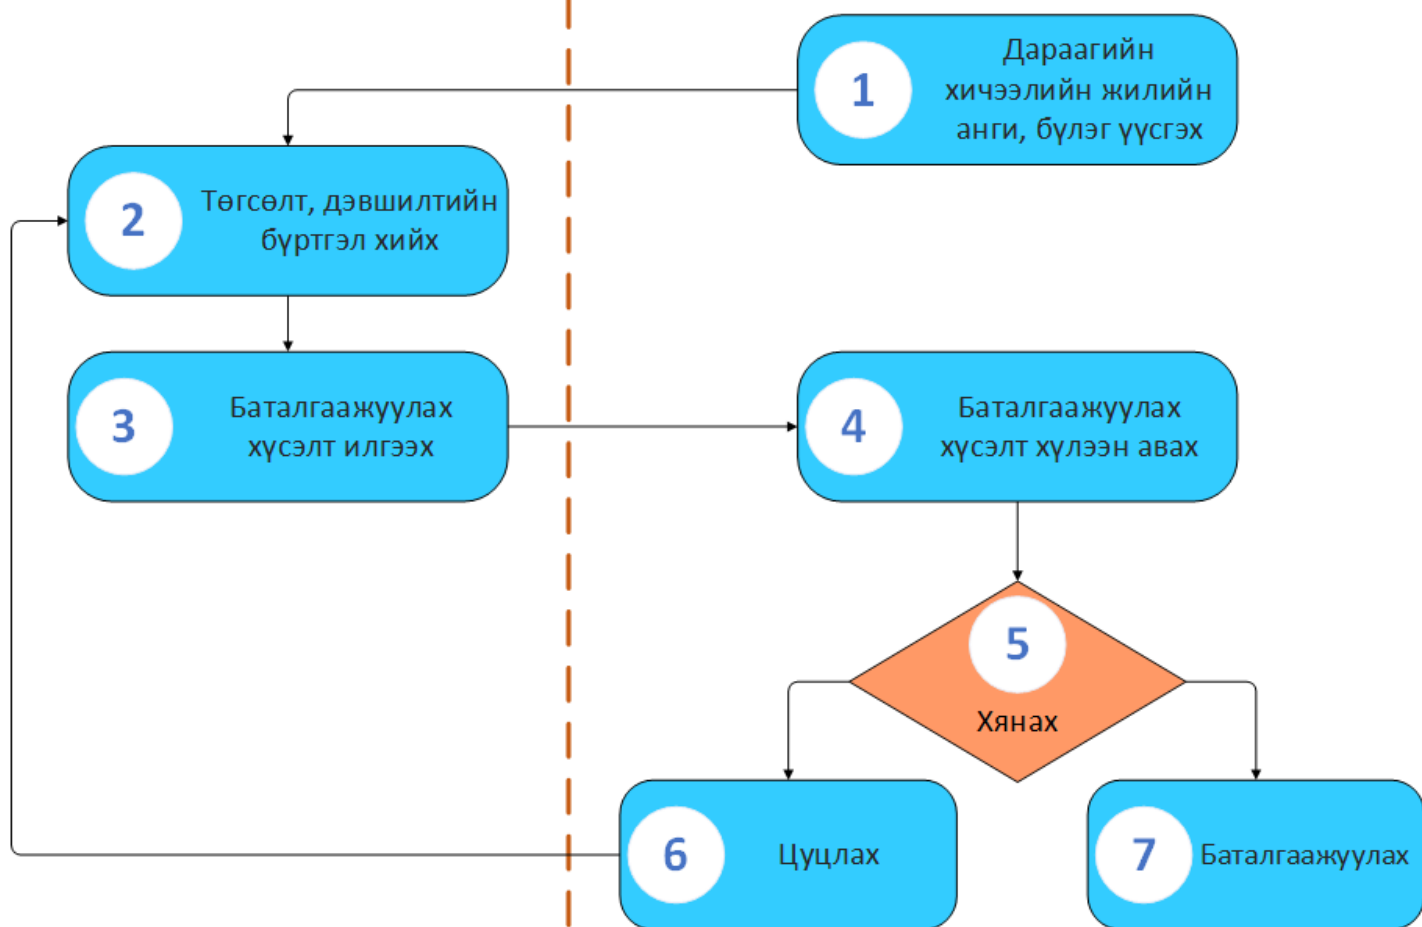 1
Дараагийн
хичээлийн жилийн
анги, бүлэг үүсгэх
2
Төгсөлт, дэвшилтийн
бүртгэл хийх
3
Баталгаажуулах
хүсэлт илгээх
4
Баталгаажуулах
хүсэлт хүлээн авах
5
Хянах
6
Цуцлах
7
Баталгаажуулах